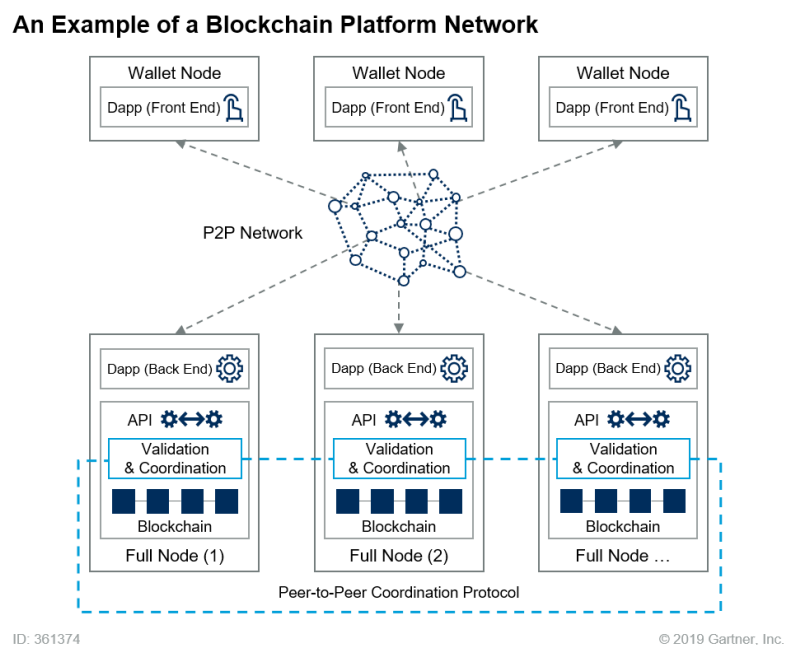 An Example of a Blockchain Platform Network
Wallet Node
Dapp (Front End)
Wallet Node
Dapp (Front End)
Wallet Node
Dapp (Front End)
P2P Network
Dapp (Back End)
API
Validation
& Coordination
Blockchain
Full Node (1)
Dapp (Back End)
API
Validation
& Coordination
Blockchain
Full Node (2)
Dapp (Back End)
API
Validation
& Coordination
Blockchain
Full Node …
Peer-to-Peer Coordination Protocol
ID: 361374
© 2019 Gartner, Inc.